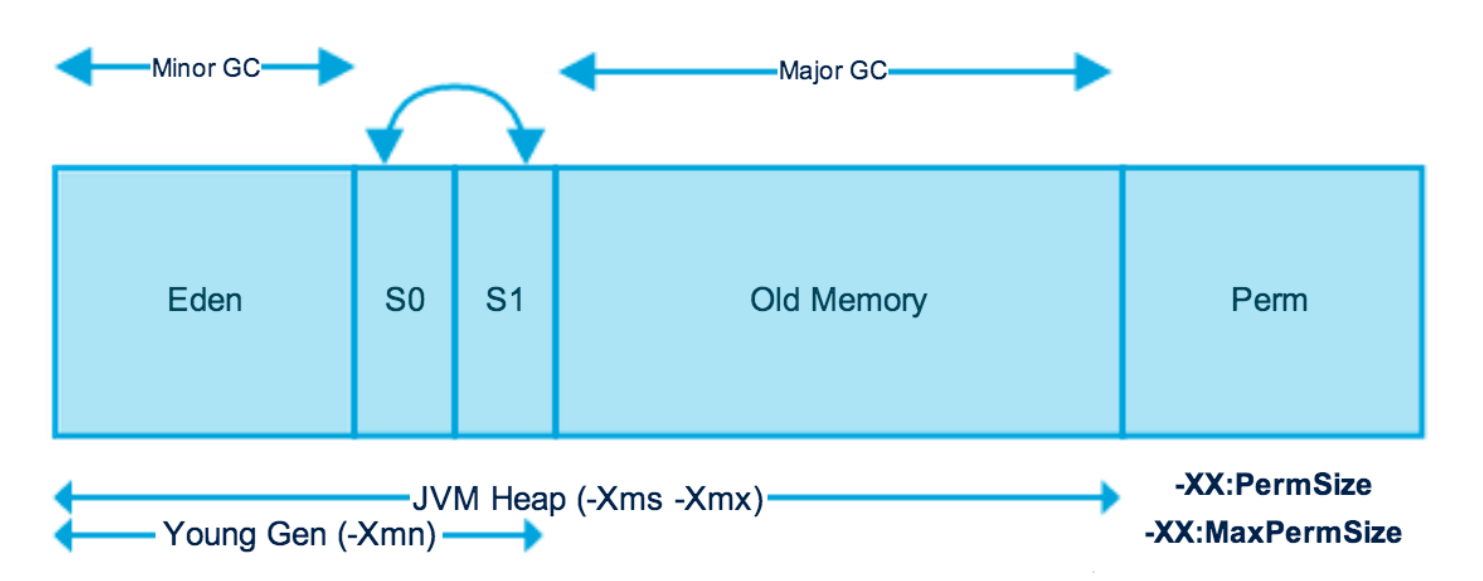 Minor GC
Major GC
Eden
S0
S1
Old Memory
Perm
JVM Heap (-Xms -Xmx)
-XX:PermSize
Young Gen (-Xmn)
-XX:MaxPermSize